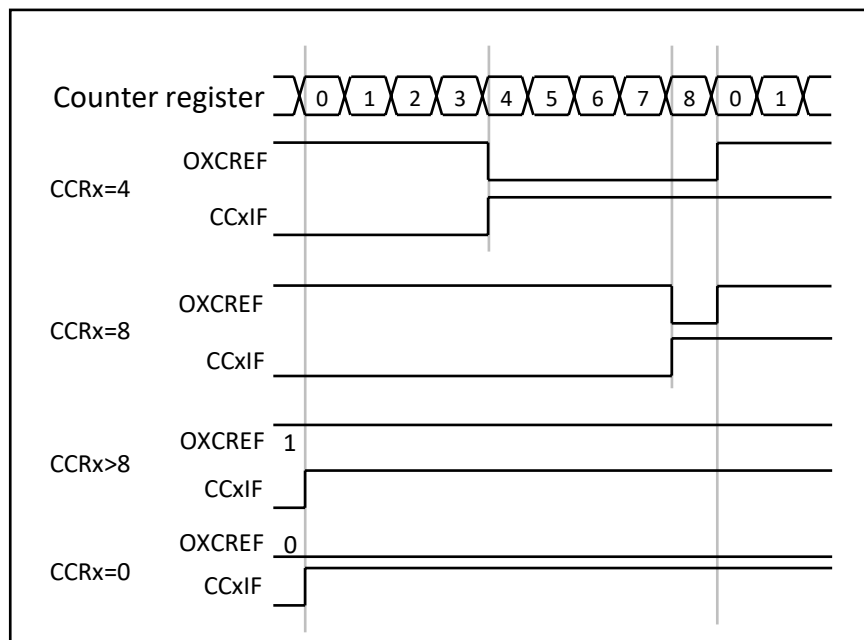 Counter register 0 1 2 3 4 5 6 7 8 0 1
OXCREF
CCRx=4
CCxIF
OXCREF
CCRx=8
CCxIF
OXCREF 1
CCRx>8
CCxIF
OXCREF 0
CCRx=0
CCxIF